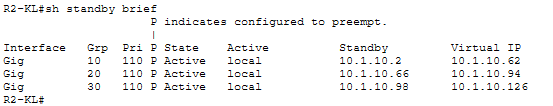 R2-KL#sh standby brief
                     P indicates configured to preempt.
                     |
Interface   Grp  Pri P State   Active          Standby         Virtual IP
Gig         10   110 P Active  local           10.1.10.2       10.1.10.62
Gig         20   110 P Active  local           10.1.10.66      10.1.10.94
Gig         30   110 P Active  local           10.1.10.98      10.1.10.126
R2-KL#